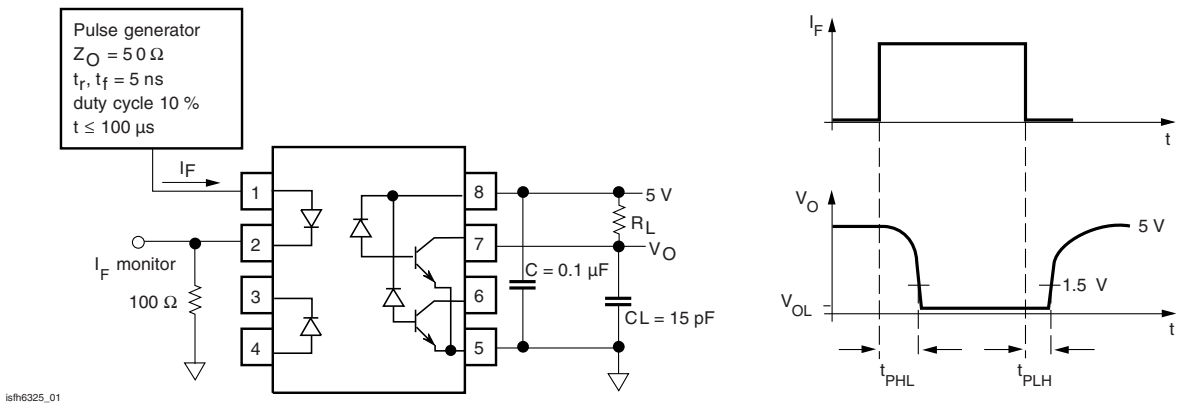 Pulse generator
Z_O = 50 Ω
t_r, t_f = 5 ns
duty cycle 10 %
t ≤ 100 µs
I_F
1
2
3
4
8
7
6
5
I_F monitor
100 Ω
5 V
R_L
V_O
C = 0.1 µF
CL = 15 pF
isfh6325_01
I_F
t
V_O
5 V
1.5 V
V_OL
t
t_PHL
t_PLH